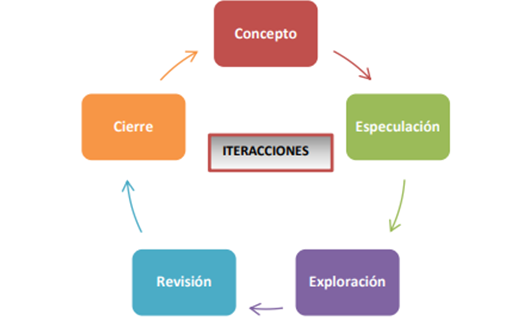 Concepto
Especulación
Exploración
Revisión
Cierre
ITERACCIONES